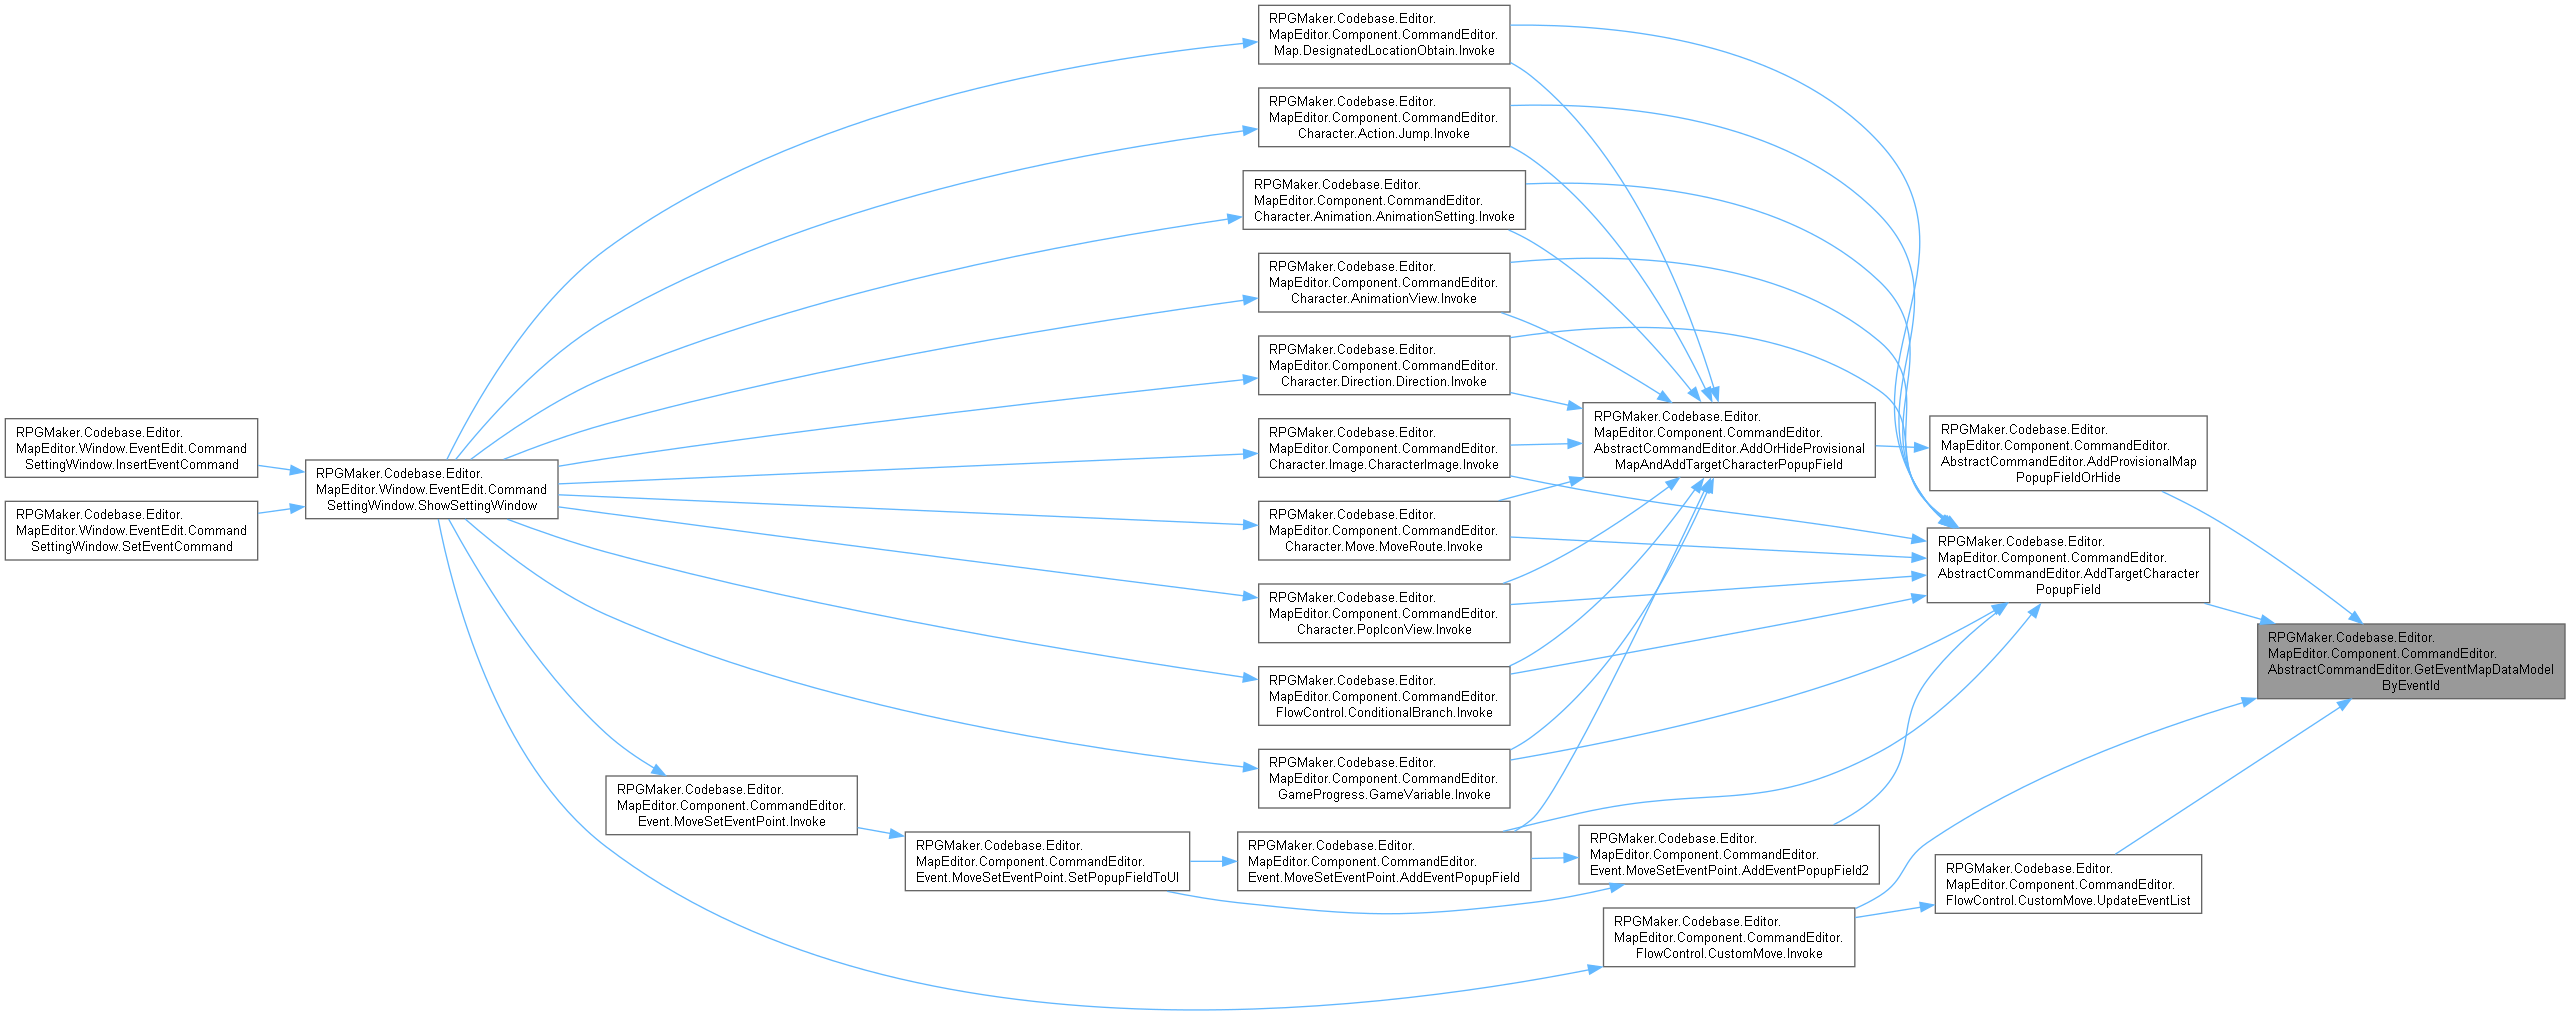 RPGMaker.Codebase.Editor.
MapEditor.Component.CommandEditor.
Map.DesignatedLocationObtain.Invoke
RPGMaker.Codebase.Editor.
MapEditor.Component.CommandEditor.
Character.Action.Jump.Invoke
RPGMaker.Codebase.Editor.
MapEditor.Component.CommandEditor.
Character.Animation.AnimationSetting.Invoke
RPGMaker.Codebase.Editor.
MapEditor.Component.CommandEditor.
Character.AnimationView.Invoke
RPGMaker.Codebase.Editor.
MapEditor.Component.CommandEditor.
Character.Direction.Direction.Invoke
RPGMaker.Codebase.Editor.
MapEditor.Window.EventEdit.Command
SettingWindow.InsertEventCommand
RPGMaker.Codebase.Editor.
MapEditor.Window.EventEdit.Command
SettingWindow.SetEventCommand
RPGMaker.Codebase.Editor.
MapEditor.Window.EventEdit.Command
SettingWindow.ShowSettingWindow
RPGMaker.Codebase.Editor.
MapEditor.Component.CommandEditor.
Character.Image.CharacterImage.Invoke
RPGMaker.Codebase.Editor.
MapEditor.Component.CommandEditor.
AbstractCommandEditor.AddOrHideProvisional
MapAndAddTargetCharacterPopupField
RPGMaker.Codebase.Editor.
MapEditor.Component.CommandEditor.
AbstractCommandEditor.AddProvisionalMap
PopupFieldOrHide
RPGMaker.Codebase.Editor.
MapEditor.Component.CommandEditor.
Character.Move.MoveRoute.Invoke
RPGMaker.Codebase.Editor.
MapEditor.Component.CommandEditor.
AbstractCommandEditor.AddTargetCharacter
PopupField
RPGMaker.Codebase.Editor.
MapEditor.Component.CommandEditor.
Character.PopIconView.Invoke
RPGMaker.Codebase.Editor.
MapEditor.Component.CommandEditor.
AbstractCommandEditor.GetEventMapDataModel
ByEventId
RPGMaker.Codebase.Editor.
MapEditor.Component.CommandEditor.
FlowControl.ConditionalBranch.Invoke
RPGMaker.Codebase.Editor.
MapEditor.Component.CommandEditor.
GameProgress.GameVariable.Invoke
RPGMaker.Codebase.Editor.
MapEditor.Component.CommandEditor.
Event.MoveSetEventPoint.Invoke
RPGMaker.Codebase.Editor.
MapEditor.Component.CommandEditor.
Event.MoveSetEventPoint.SetPopupFieldToUI
RPGMaker.Codebase.Editor.
MapEditor.Component.CommandEditor.
Event.MoveSetEventPoint.AddEventPopupField
RPGMaker.Codebase.Editor.
MapEditor.Component.CommandEditor.
Event.MoveSetEventPoint.AddEventPopupField2
RPGMaker.Codebase.Editor.
MapEditor.Component.CommandEditor.
FlowControl.CustomMove.UpdateEventList
RPGMaker.Codebase.Editor.
MapEditor.Component.CommandEditor.
FlowControl.CustomMove.Invoke